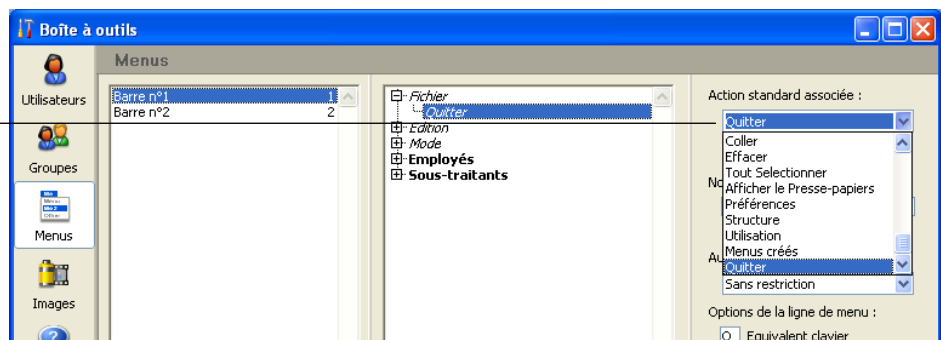 Boîte à outils
Menus
Utilisateurs
Groupes
Menus
Images
Barre n°1 1
Barre n°2 2
Fichier
Quitter
Edition
Mode
Employés
Sous-traitants
Action standard associée :
Quitter
Coller
Effacer
Tout Selectionner
Afficher le Presse-papiers
Préférences
Structure
Utilisation
Menus créés
Quitter
No
Au
Sans restriction
Options de la ligne de menu :
Equivalent clavier